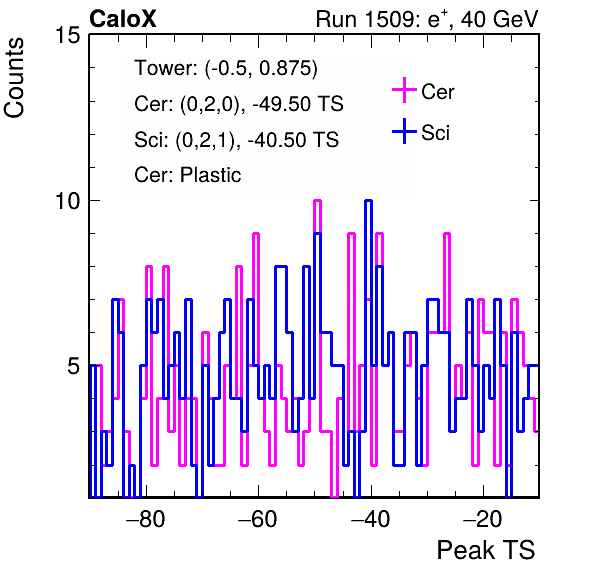 CaloX Run 1509: e⁺, 40 GeV
Counts
15
Tower: (-0.5, 0.875)
Cer: (0,2,0), -49.50 TS
Sci: (0,2,1), -40.50 TS
Cer: Plastic
Cer
Sci
10
5
−80 −60 −40 −20
Peak TS